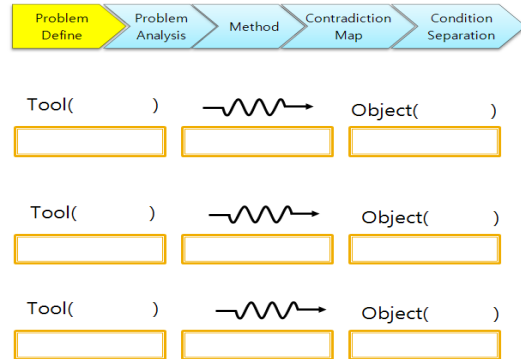 Problem
Define
Problem
Analysis
Method
Contradiction
Map
Condition
Separation
Tool( )
Object( )
Tool( )
Object( )
Tool( )
Object( )